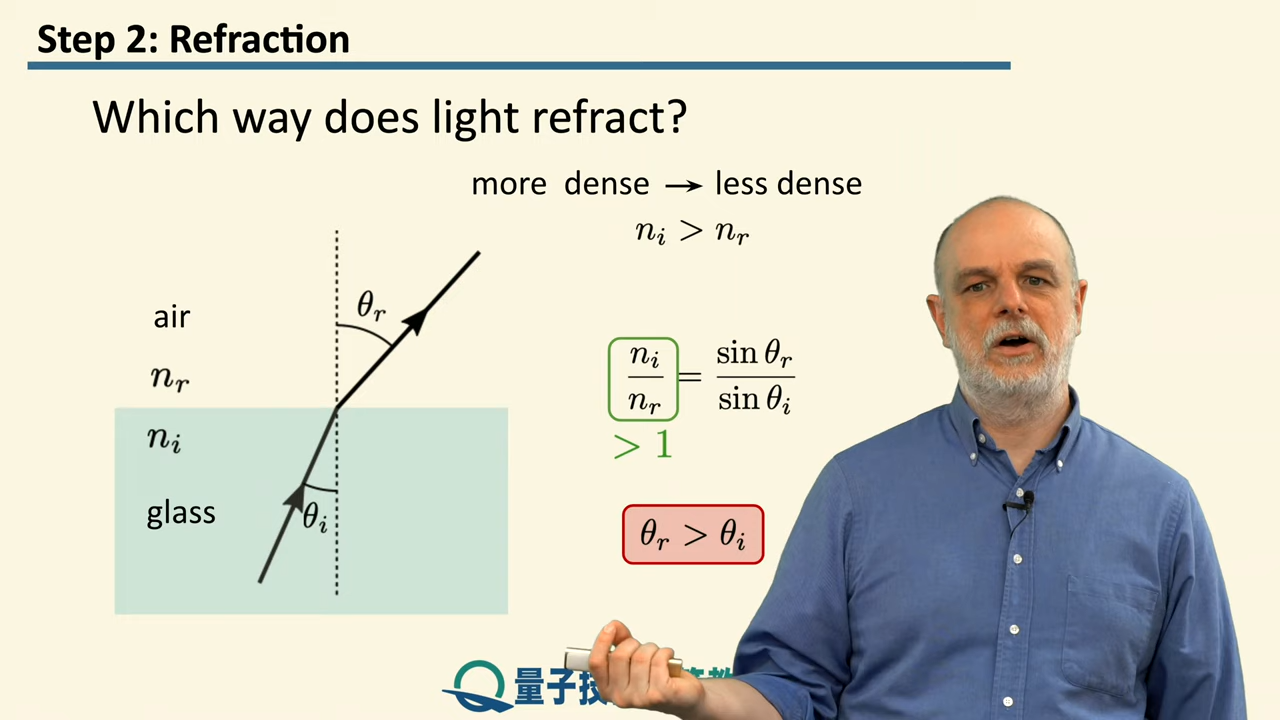 Step 2: Refraction
Which way does light refract?
more dense → less dense
n_i > n_r
air
n_r
n_i
glass
θ_r
θ_i
n_i / n_r = sin θ_r / sin θ_i
> 1
θ_r > θ_i
量子技